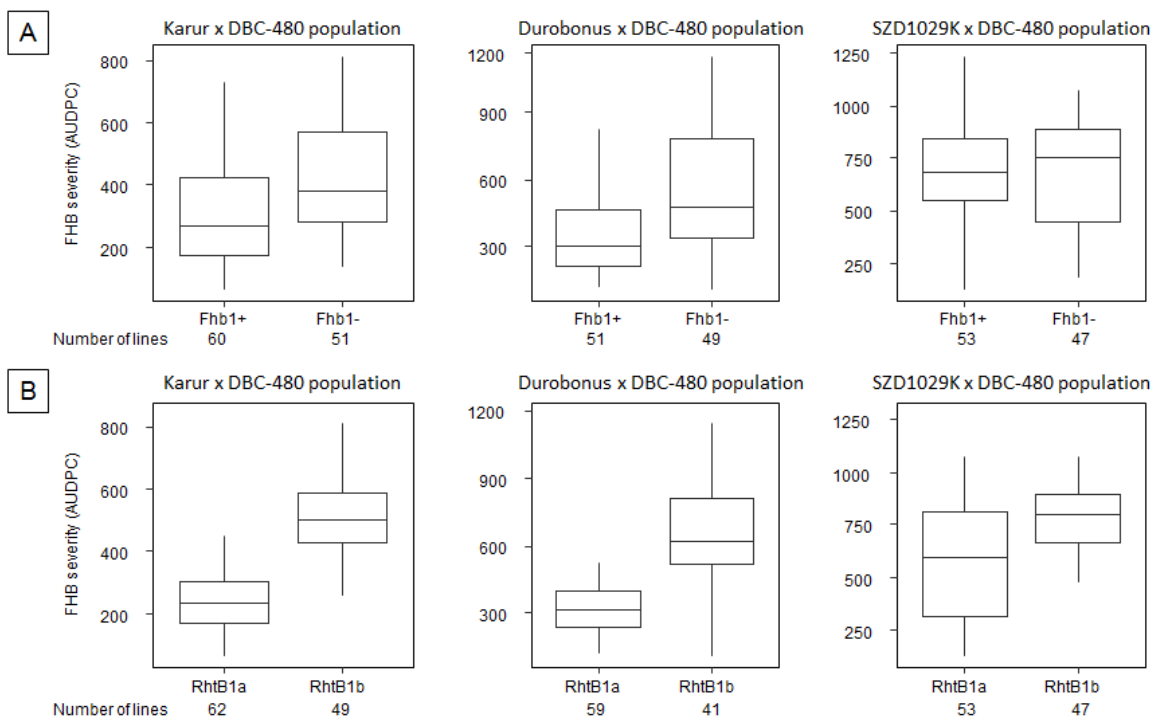 A
Karur x DBC-480 population
Durobonus x DBC-480 population
SZD1029K x DBC-480 population
FHB severity (AUDPC)
800
600
400
200
1200
900
600
300
1250
1000
750
500
250
Fhb1+
Fhb1-
Fhb1+
Fhb1-
Fhb1+
Fhb1-
Number of lines
60
51
51
49
53
47
B
Karur x DBC-480 population
Durobonus x DBC-480 population
SZD1029K x DBC-480 population
FHB severity (AUDPC)
800
600
400
200
1200
900
600
300
1250
1000
750
500
250
RhtB1a
RhtB1b
RhtB1a
RhtB1b
RhtB1a
RhtB1b
Number of lines
62
49
59
41
53
47